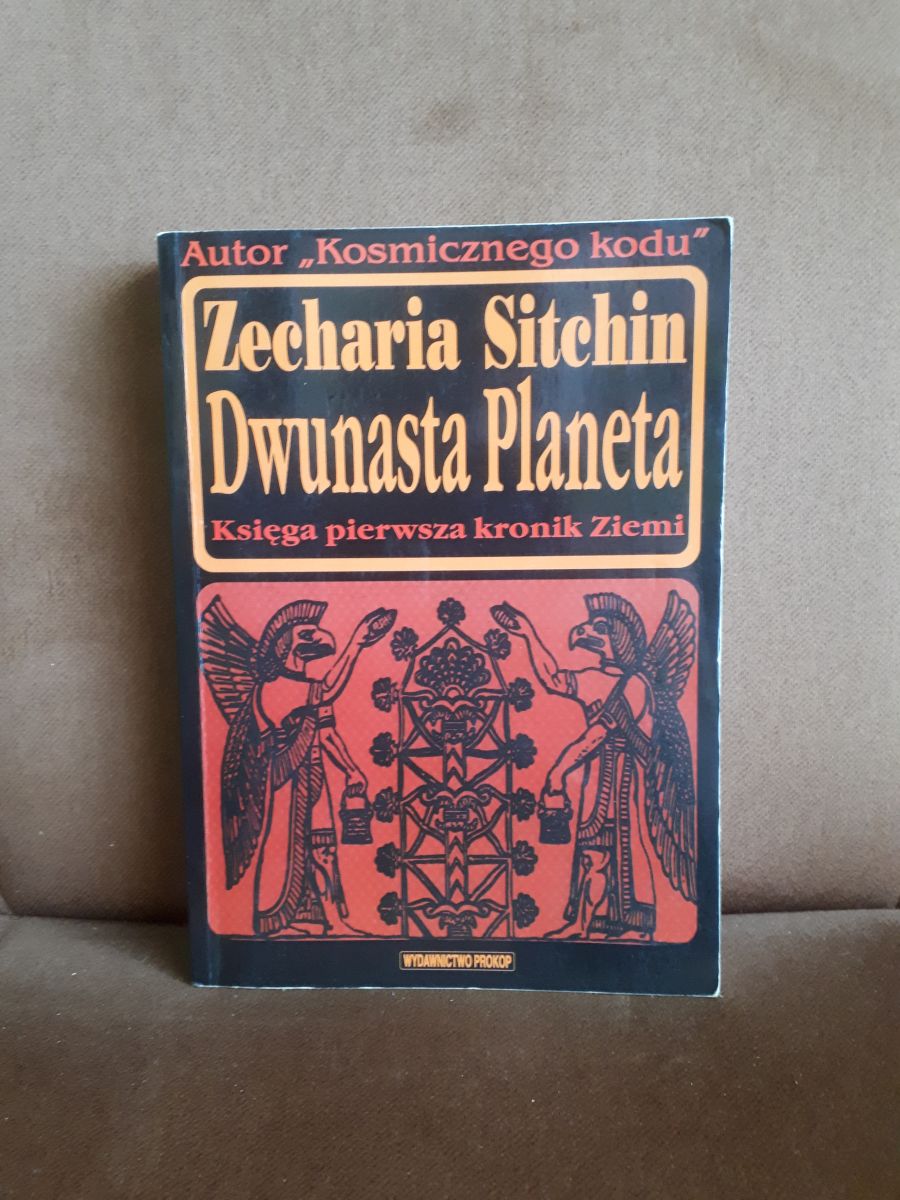 Autor „Kosmicznego kodu”
Zecharia Sitchin
Dwunasta Planeta
Księga pierwsza kronik Ziemi
WYDAWNICTWO PROKOP